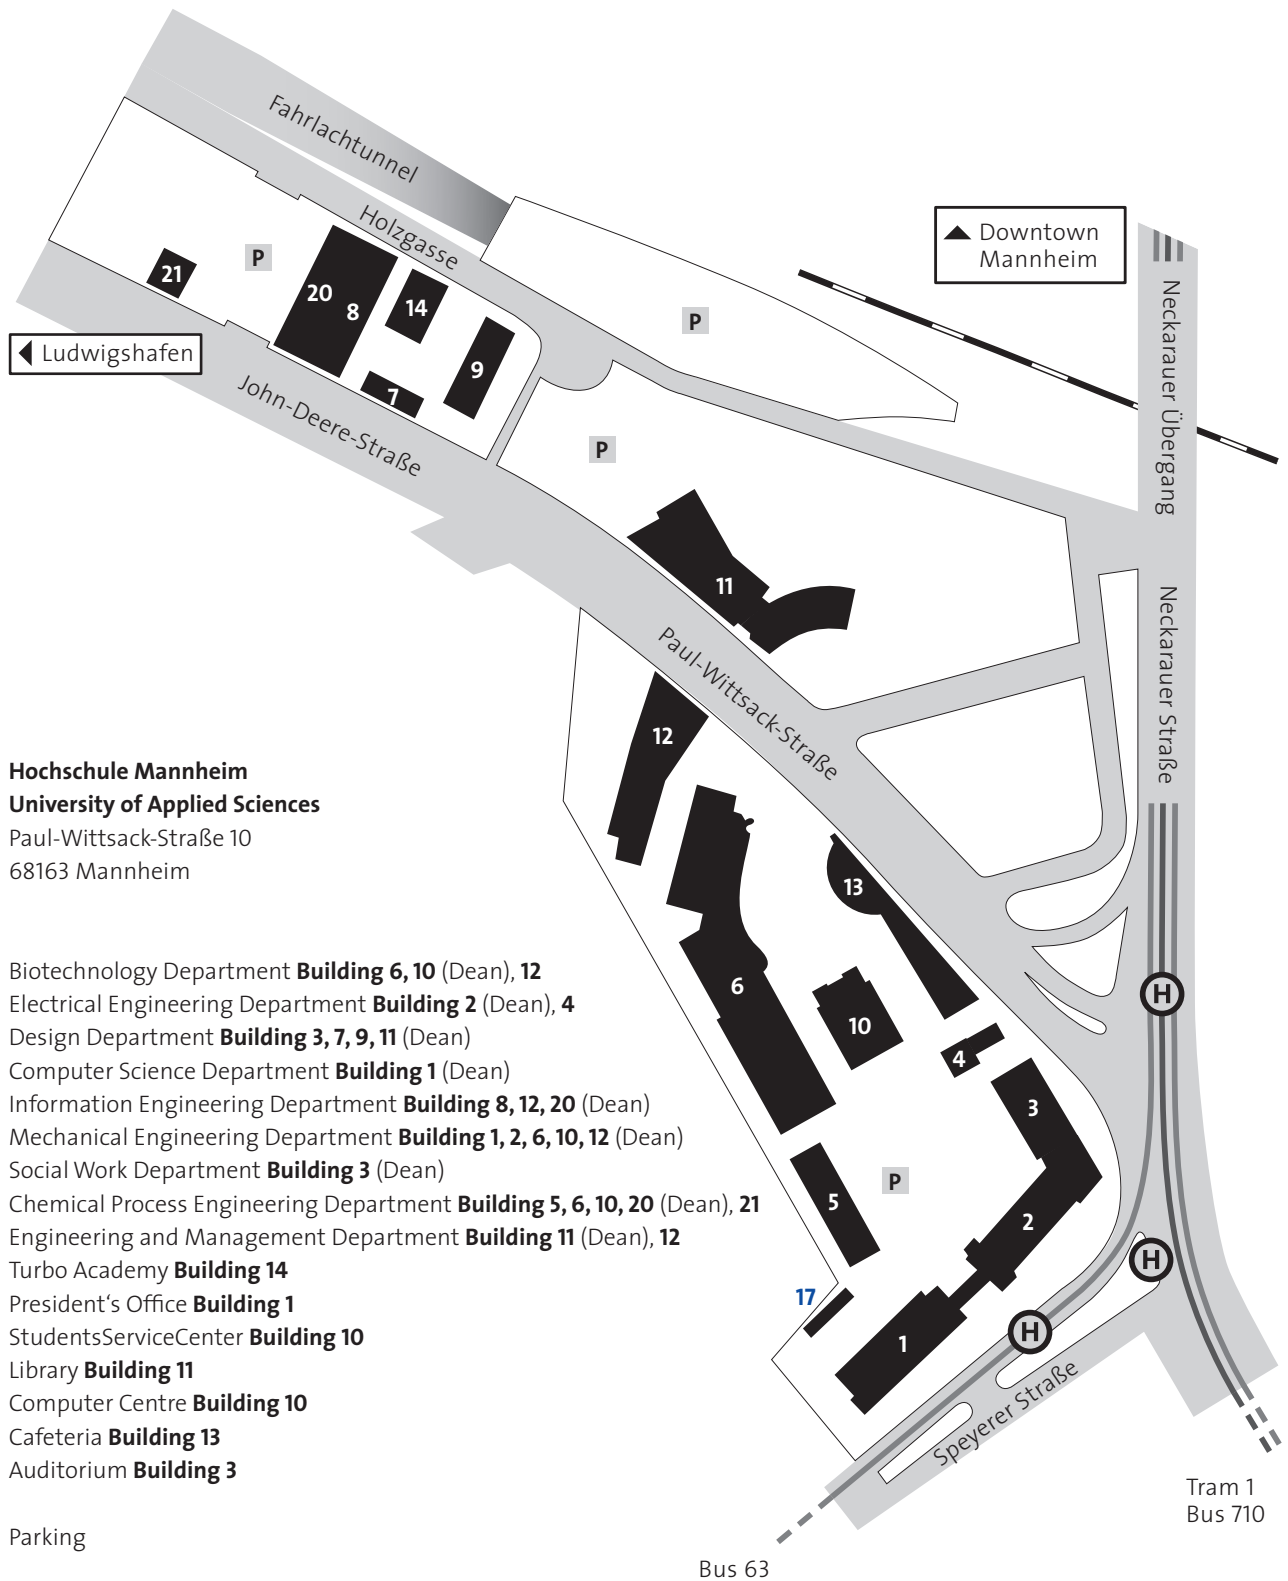 Fahrlachtunnel
Holzgasse
Downtown
Mannheim
21
P
20
8
14
9
7
P
Neckarauer Übergang
Ludwigshafen
John-Deere-Straße
P
11
Neckarauer Straße
Paul-Wittsack-Straße
12
13
6
10
4
3
5
P
2
17
1
H
H
H
Speyerer Straße
Tram 1
Bus 710
Bus 63
Hochschule Mannheim
University of Applied Sciences
Paul-Wittsack-Straße 10
68163 Mannheim
Biotechnology Department Building 6, 10 (Dean), 12
Electrical Engineering Department Building 2 (Dean), 4
Design Department Building 3, 7, 9, 11 (Dean)
Computer Science Department Building 1 (Dean)
Information Engineering Department Building 8, 12, 20 (Dean)
Mechanical Engineering Department Building 1, 2, 6, 10, 12 (Dean)
Social Work Department Building 3 (Dean)
Chemical Process Engineering Department Building 5, 6, 10, 20 (Dean), 21
Engineering and Management Department Building 11 (Dean), 12
Turbo Academy Building 14
President‘s Office Building 1
StudentsServiceCenter Building 10
Library Building 11
Computer Centre Building 10
Cafeteria Building 13
Auditorium Building 3
Parking